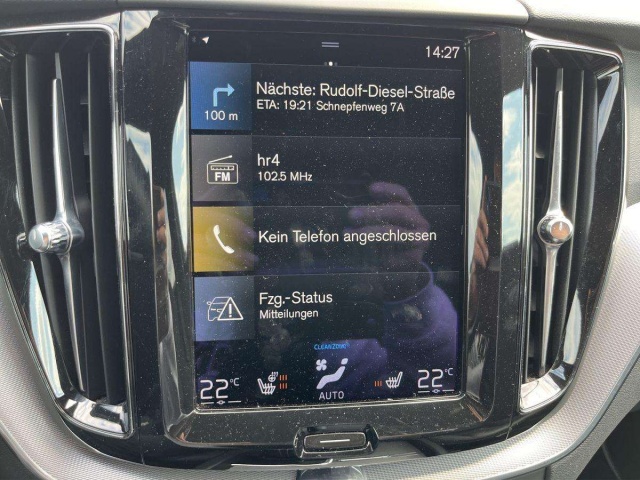 14:27
Nächste: Rudolf-Diesel-Straße
ETA: 19:21 Schnepfenweg 7A
100 m
hr4
102.5 MHz
FM
Kein Telefon angeschlossen
Fzg.-Status
Mitteilungen
CLEANZONE
22°C
AUTO
22°C